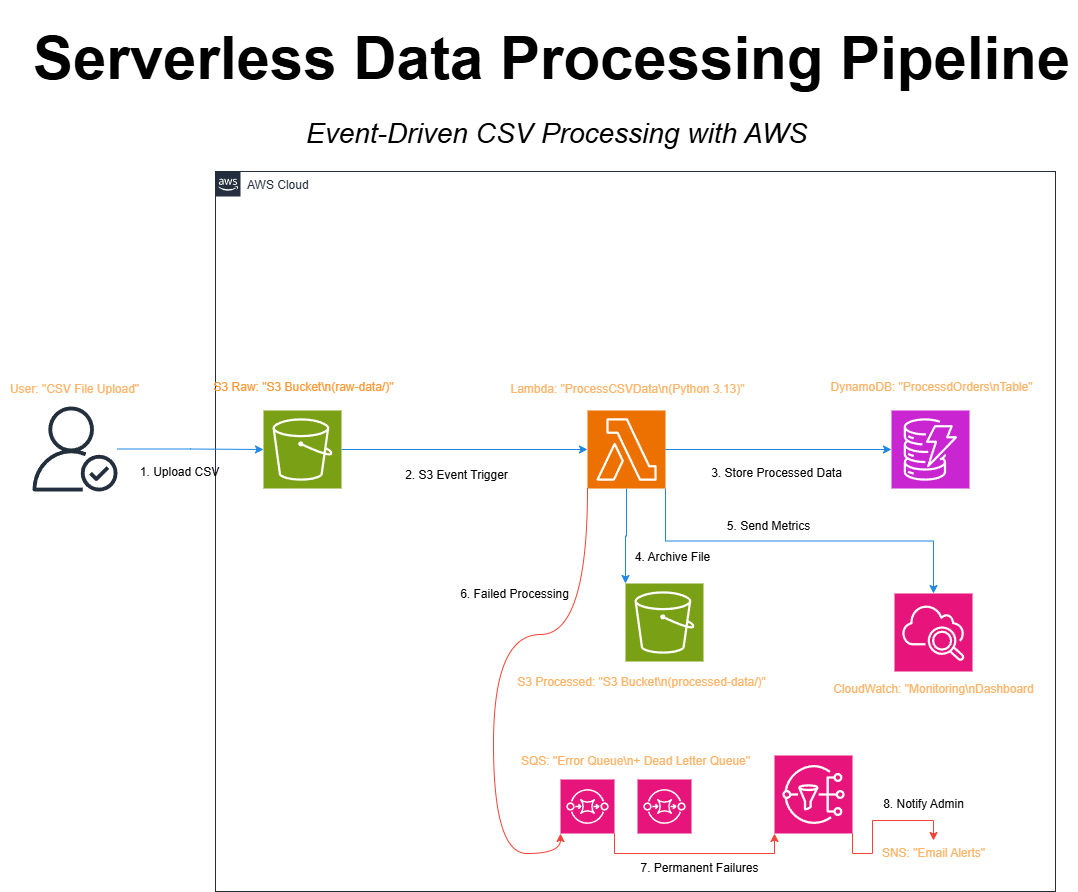 Serverless Data Processing Pipeline
Event-Driven CSV Processing with AWS
aws
AWS Cloud
User: "CSV File Upload"
S3 Raw: "S3 Bucket\n(raw-data/)"
Lambda: "ProcessCSVData\n(Python 3.13)"
DynamoDB: "ProcessdOrders\nTable"
1. Upload CSV
2. S3 Event Trigger
3. Store Processed Data
5. Send Metrics
4. Archive File
6. Failed Processing
S3 Processed: "S3 Bucket\n(processed-data/)"
CloudWatch: "Monitoring\nDashboard
SQS: "Error Queue\n+ Dead Letter Queue"
8. Notify Admin
SNS: "Email Alerts"
7. Permanent Failures